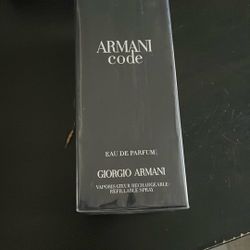 ARMANI
code
EAU DE PARFUM
GIORGIO ARMANI
VAPORISATEUR RECHARGEABLE
REFILLABLE SPRAY